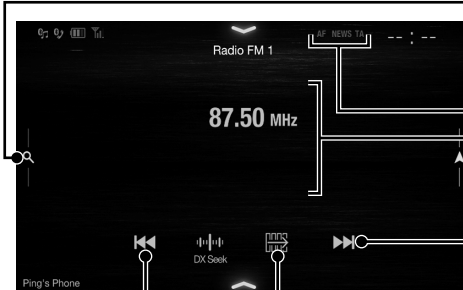 AF NEWS TA
-- : --
Radio FM 1
87.50 MHz
DX Seek
Ping's Phone